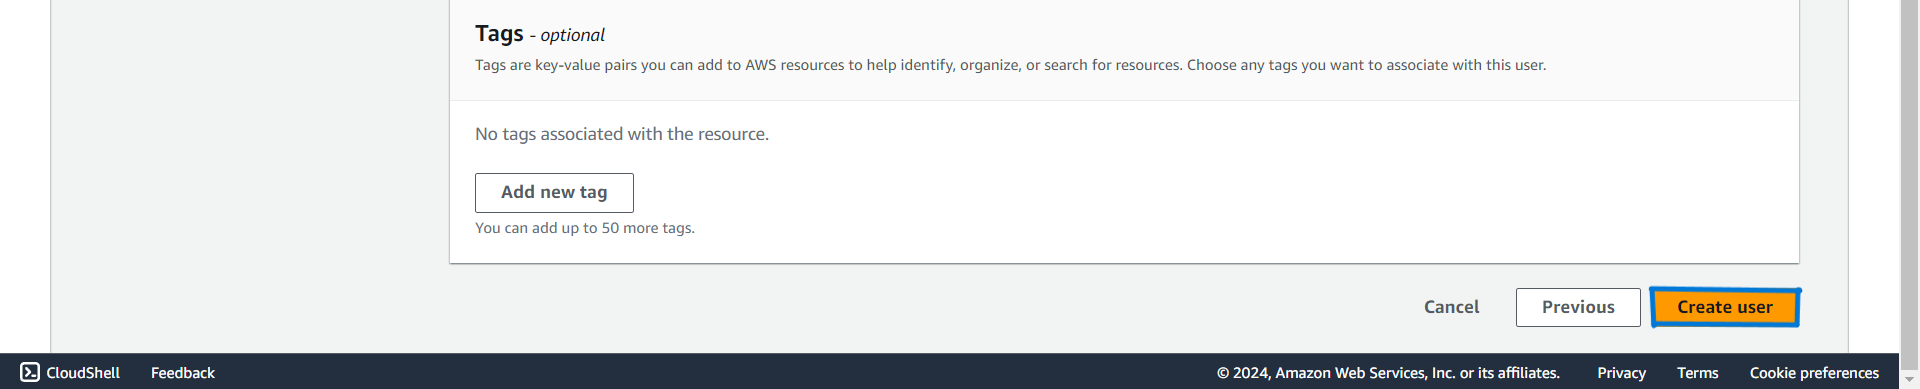 Tags - optional
Tags are key-value pairs you can add to AWS resources to help identify, organize, or search for resources. Choose any tags you want to associate with this user.
No tags associated with the resource.
Add new tag
You can add up to 50 more tags.
Cancel Previous Create user
CloudShell Feedback © 2024, Amazon Web Services, Inc. or its affiliates. Privacy Terms Cookie preferences